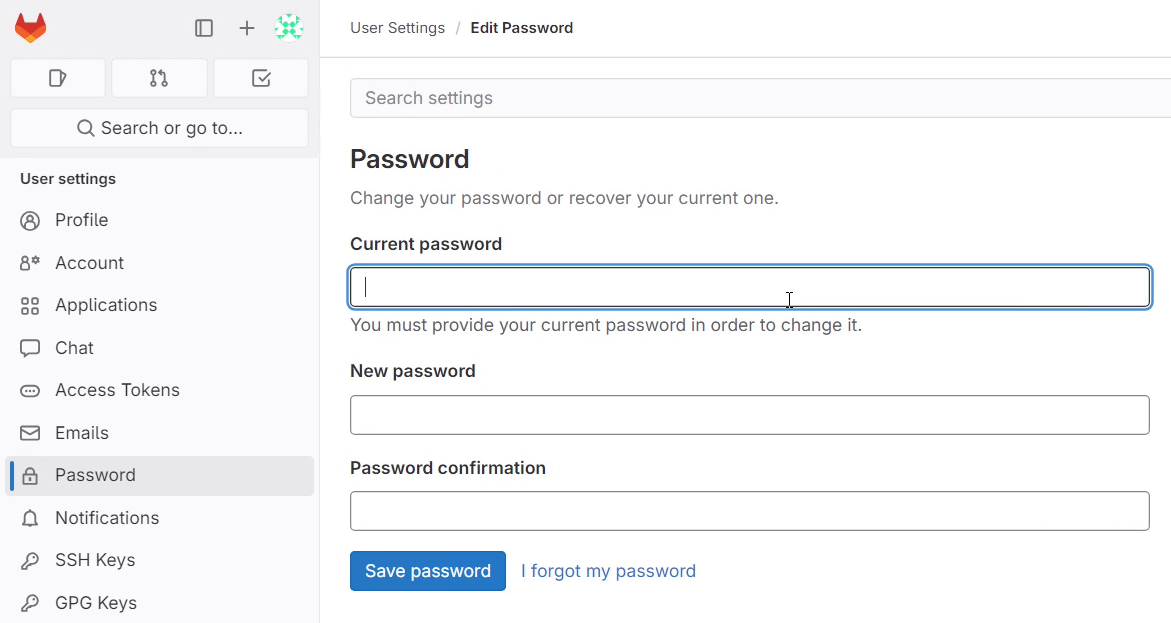 User Settings / Edit Password
Search settings
Search or go to...
User settings
Profile
Account
Applications
Chat
Access Tokens
Emails
Password
Notifications
SSH Keys
GPG Keys
Password
Change your password or recover your current one.
Current password
You must provide your current password in order to change it.
New password
Password confirmation
Save password
I forgot my password